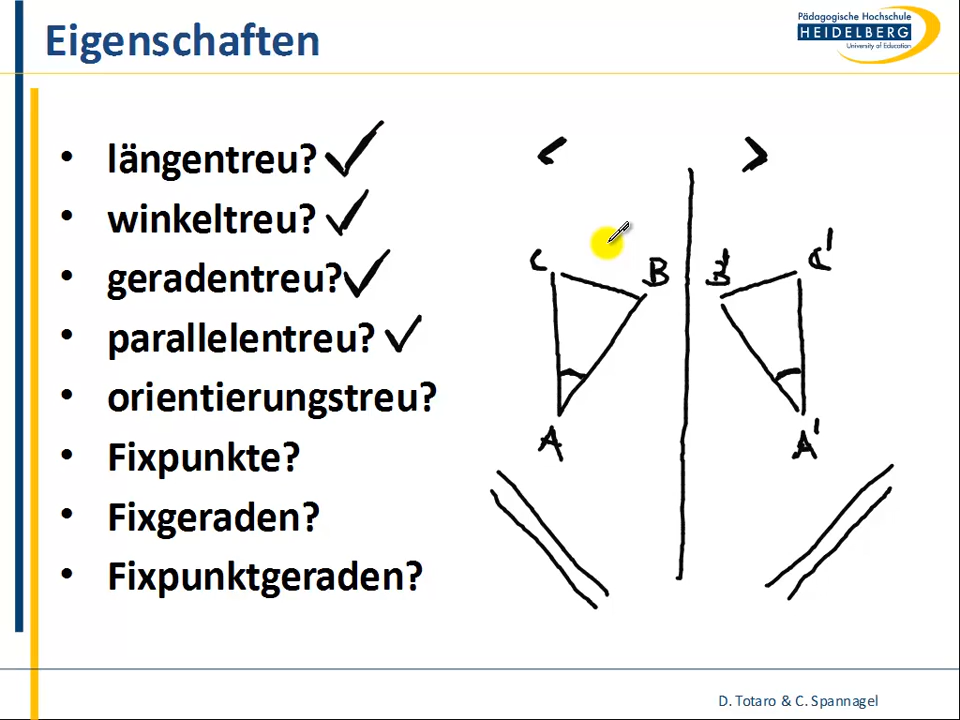 Eigenschaften
Pädagogische Hochschule
HEIDELBERG
University of Education
• längentreu? ✓
• winkeltreu? ✓
• geradentreu? ✓
• parallelentreu? ✓
• orientierungstreu?
• Fixpunkte?
• Fixgeraden?
• Fixpunktgeraden?
< >
C B B' C'
A A'
D. Totaro & C. Spannagel